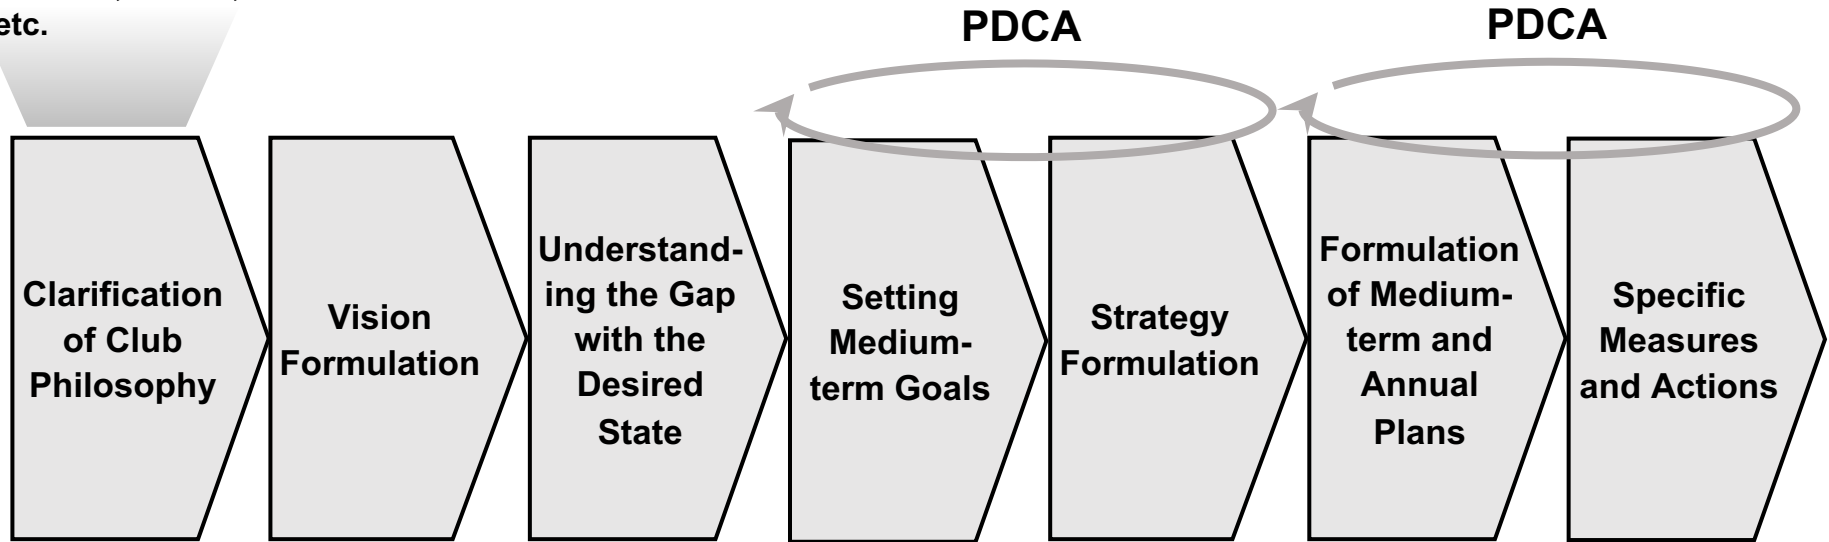 etc.
PDCA
PDCA
Clarification
of Club
Philosophy
Vision
Formulation
Understand-
ing the Gap
with the
Desired
State
Setting
Medium-
term Goals
Strategy
Formulation
Formulation
of Medium-
term and
Annual
Plans
Specific
Measures
and Actions